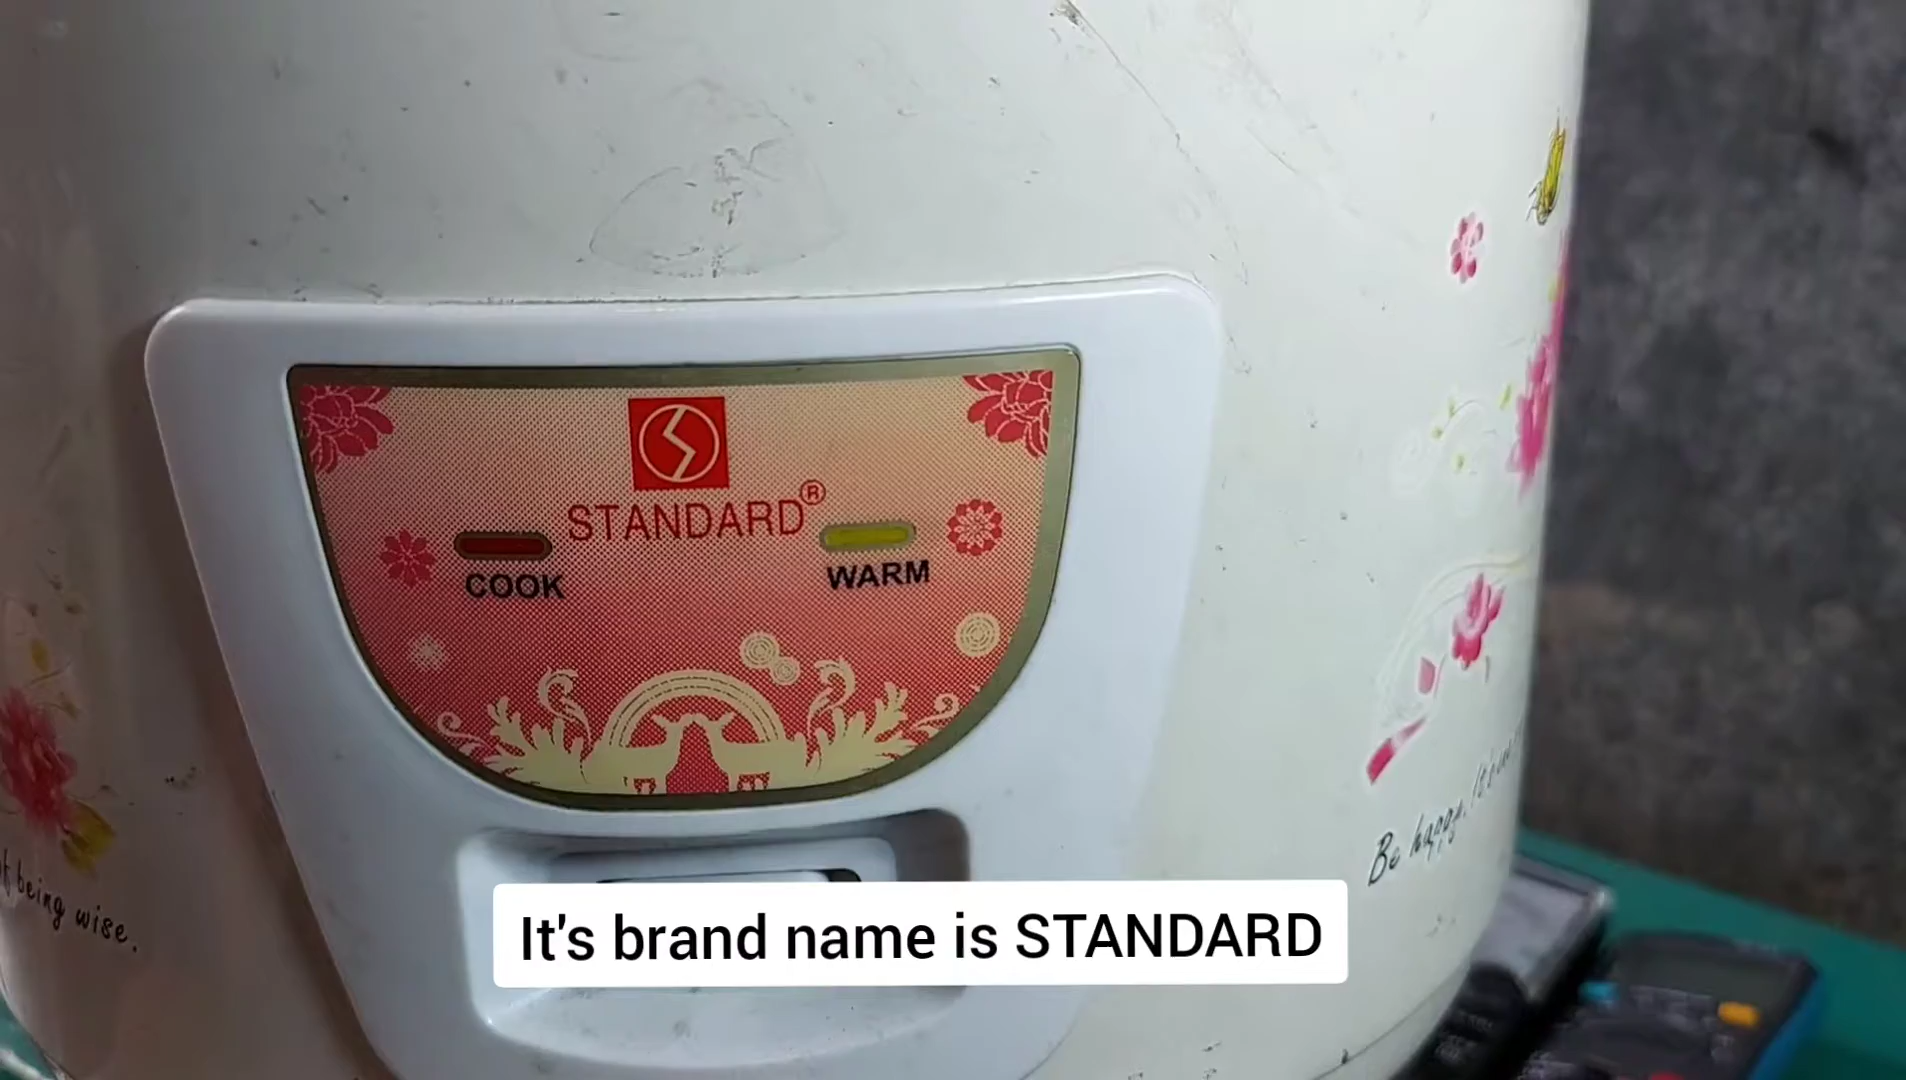 STANDARD®
COOK
WARM
Be happy.
being wise.
It's brand name is STANDARD